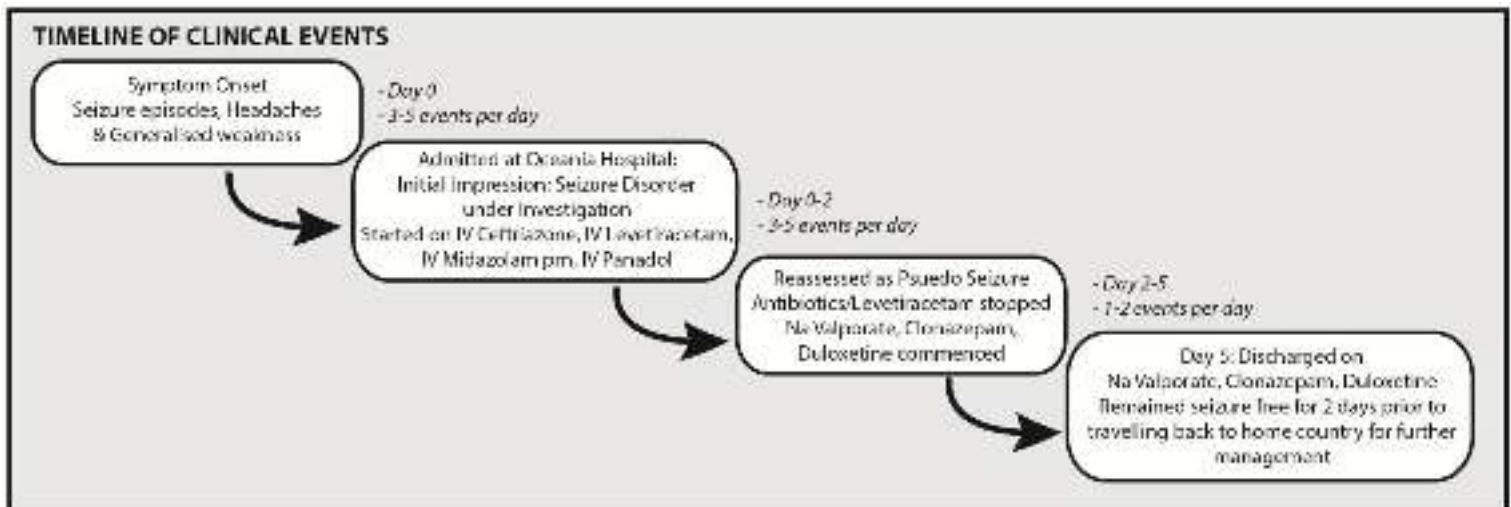 TIMELINE OF CLINICAL EVENTS
Symptom Onset
Seizure episodes, Headaches
& Generalised weakness
- Day 0
- 3-5 events per day
Admitted at Oceania Hospital:
Initial Impression: Seizure Disorder
under Investigation
Started on IV Ceftriazone, IV Levetiracetam,
IV Midazolam prn, IV Panadol
- Day 0-2
- 3-5 events per day
Reassessed as Psuedo Seizure
Antibiotics/Levetiracetam stopped
Na Valporate, Clonazepam,
Duloxetine commenced
- Day 2-5
- 1-2 events per day
Day 5: Discharged on
Na Valporate, Clonazepam, Duloxetine
Remained seizure free for 2 days prior to
travelling back to home country for further
management